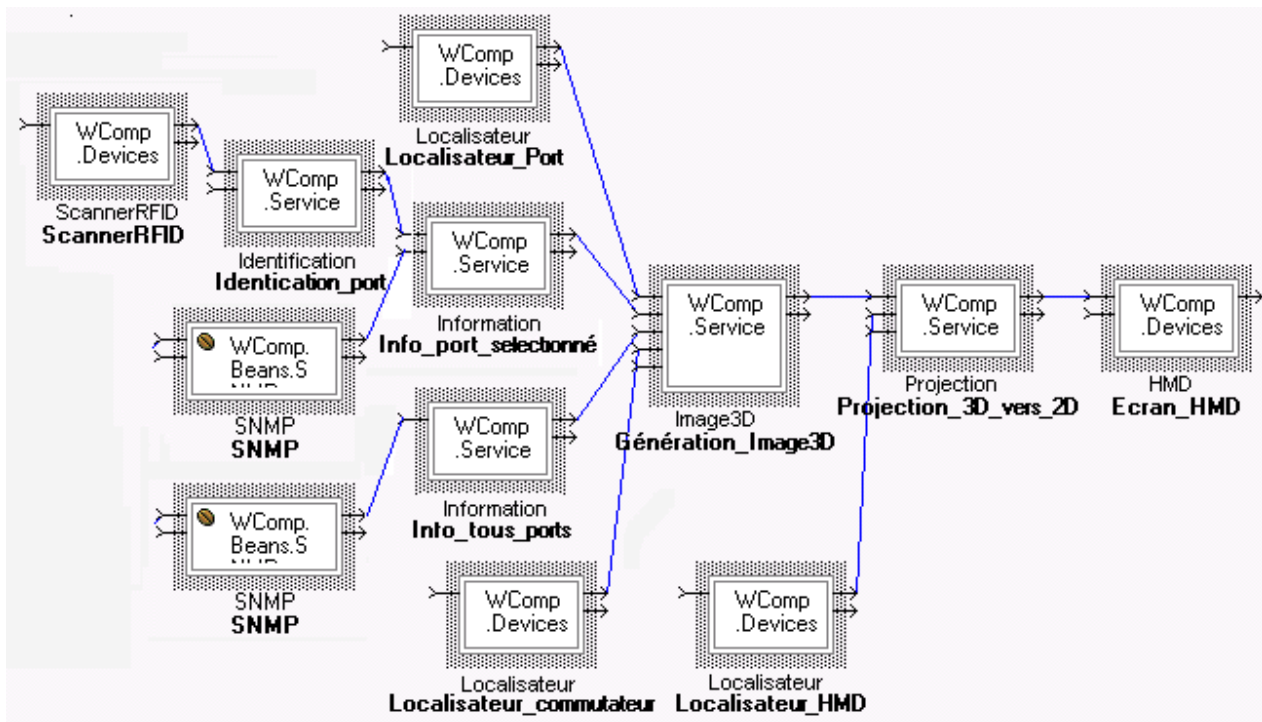 WComp
.Devices
Localisateur
Localisateur_Port
WComp
.Devices
ScannerRFID
ScannerRFID
WComp
.Service
Identification
Identication_port
WComp
.Service
Information
Info_port_selectionné
WComp.
Beans.S
SNMP
SNMP
WComp
.Service
Image3D
Génération_Image3D
WComp
.Service
Projection
Projection_3D_vers_2D
WComp
.Devices
HMD
Ecran_HMD
WComp
.Service
Information
Info_tous_ports
WComp.
Beans.S
SNMP
SNMP
WComp
.Devices
Localisateur
Localisateur_commutateur
WComp
.Devices
Localisateur
Localisateur_HMD